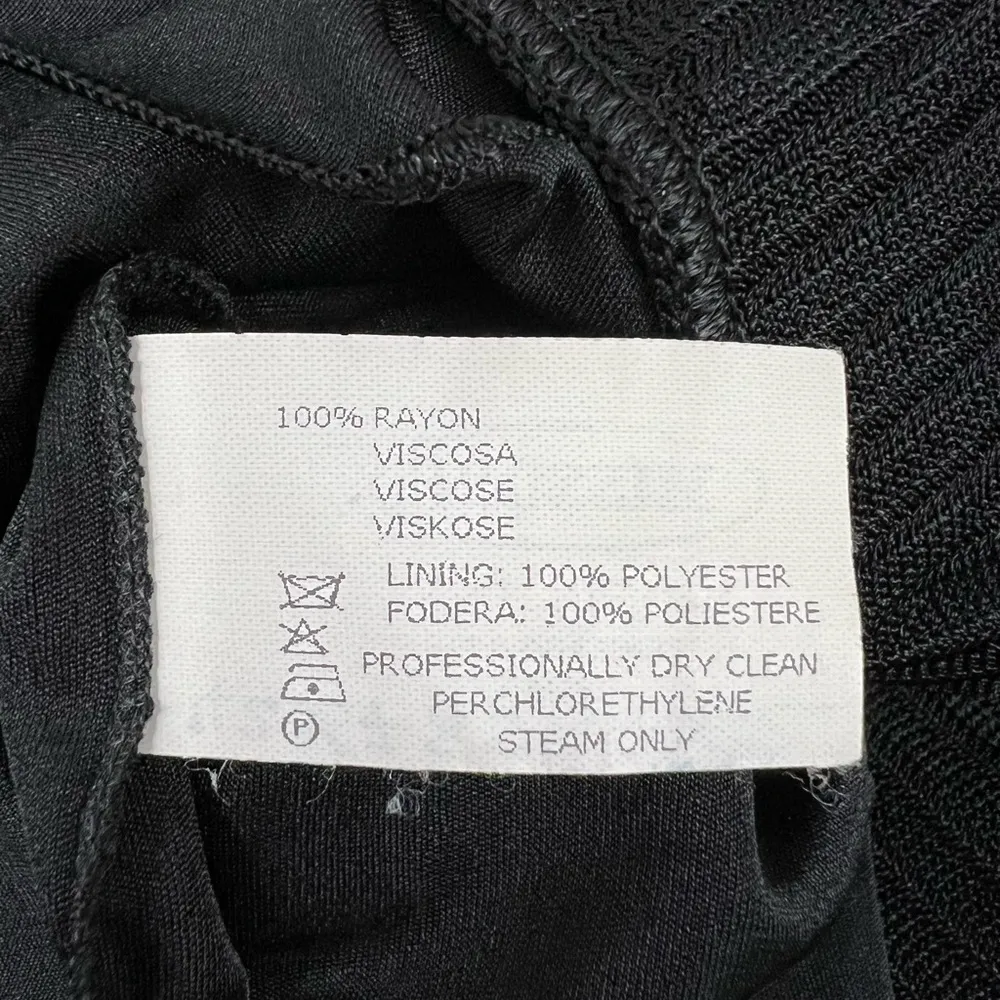 100% RAYON
VISCOSA
VISCOSE
VISKOSE
LINING: 100% POLYESTER
FODERA: 100% POLIESTERE
PROFESSIONALLY DRY CLEAN
PERCHLORETHYLENE
P STEAM ONLY